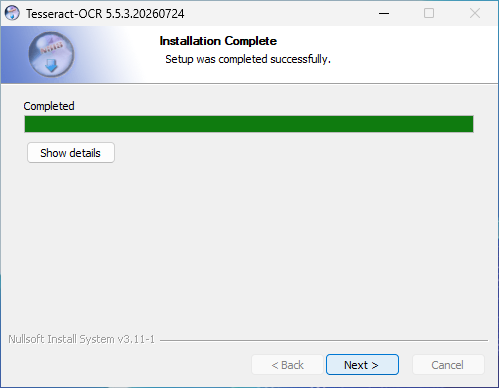 Tesseract-OCR 5.5.3.20260724
Installation Complete
Setup was completed successfully.
Completed
Show details
Nullsoft Install System v3.11-1
< Back
Next >
Cancel